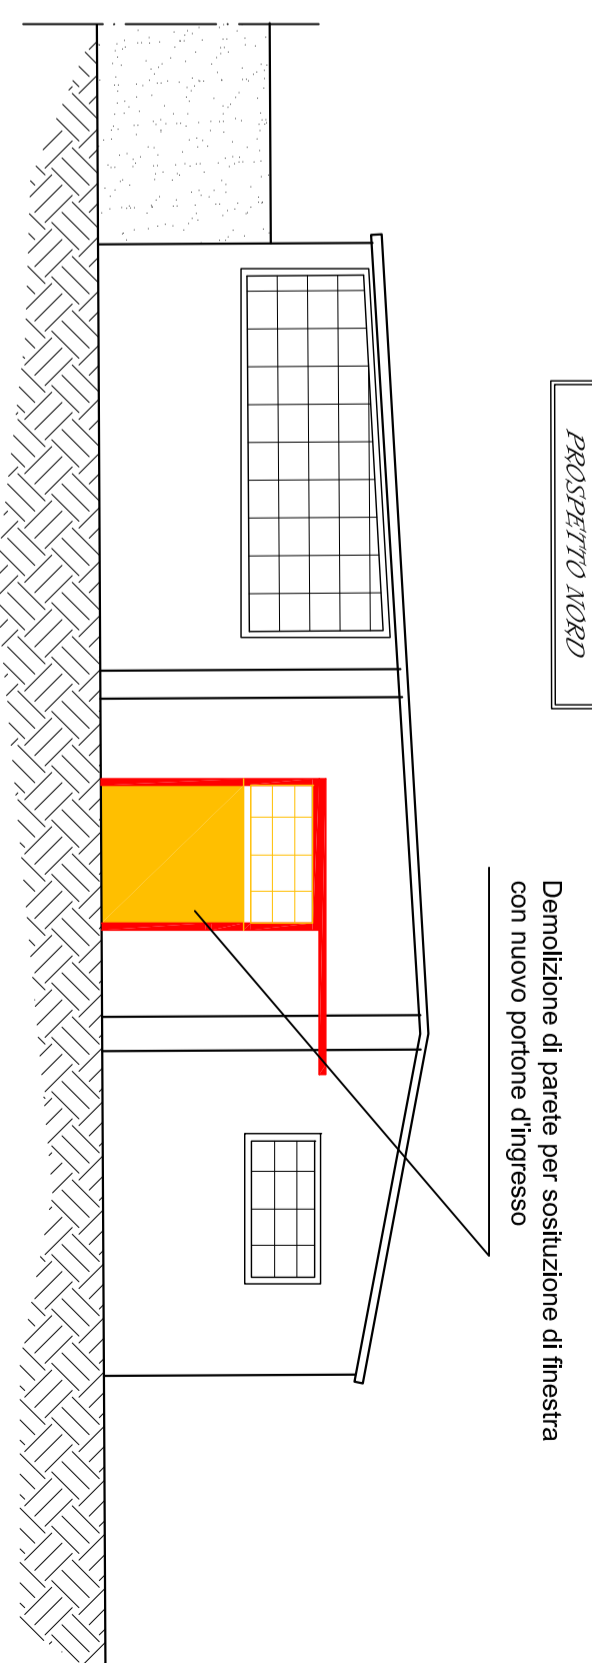 PROSPETTO NORD
Demolizione di parete per sosituzione di finestra
con nuovo portone d'ingresso